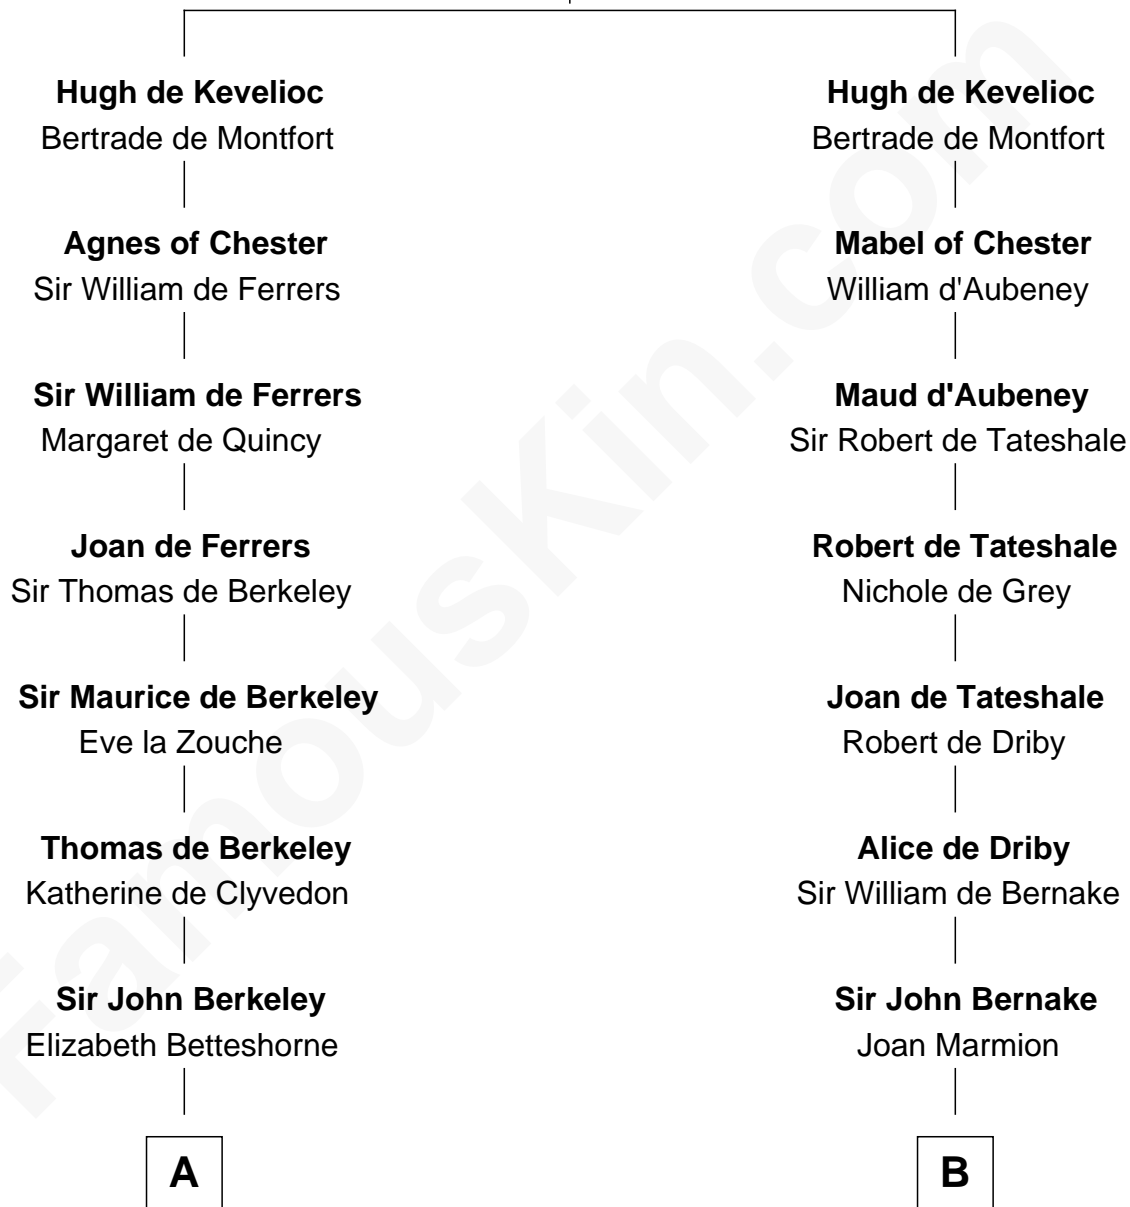 Hugh de Kevelioc
Bertrade de Montfort
Agnes of Chester
Sir William de Ferrers
Sir William de Ferrers
Margaret de Quincy
Joan de Ferrers
Sir Thomas de Berkeley
Sir Maurice de Berkeley
Eve la Zouche
Thomas de Berkeley
Katherine de Clyvedon
Sir John Berkeley
Elizabeth Betteshorne
A
Hugh de Kevelioc
Bertrade de Montfort
Mabel of Chester
William d'Aubeney
Maud d'Aubeney
Sir Robert de Tateshale
Robert de Tateshale
Nichole de Grey
Joan de Tateshale
Robert de Driby
Alice de Driby
Sir William de Bernake
Sir John Bernake
Joan Marmion
B
FamousKin.com